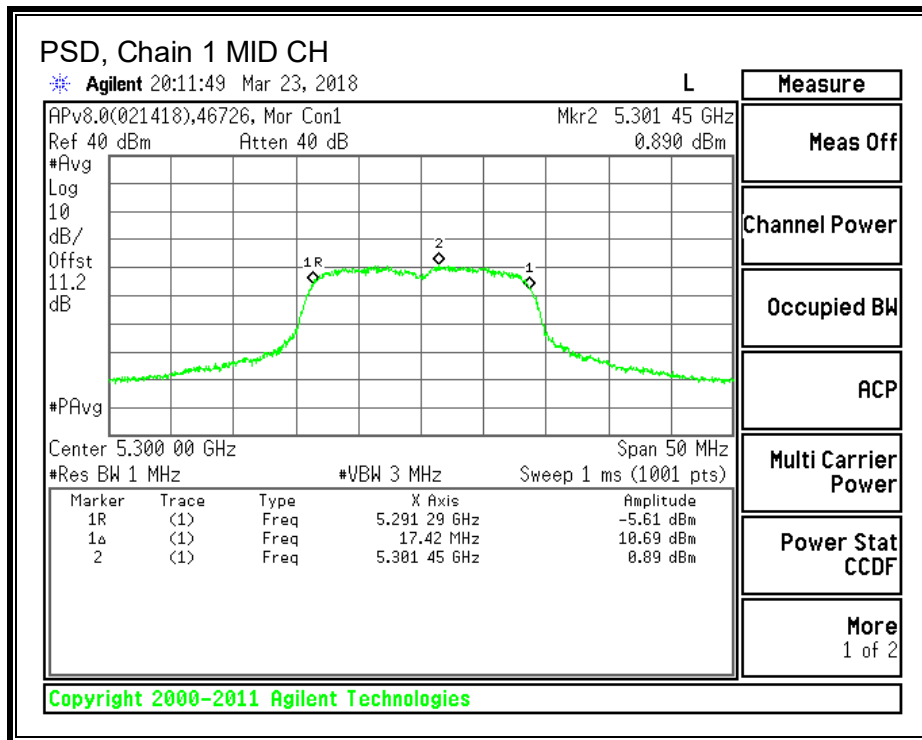 PSD, Chain 1 MID CH
Agilent 20:11:49 Mar 23, 2018 L
APv8.0(021418),46726, Mor Con1 Mkr2 5.301 45 GHz
Ref 40 dBm Atten 40 dB 0.890 dBm
#Avg
Log
10
dB/
Offst
11.2
dB
#PAvg
1R
2
1
Center 5.300 00 GHz Span 50 MHz
#Res BW 1 MHz #VBW 3 MHz Sweep 1 ms (1001 pts)
Marker Trace Type X Axis Amplitude
1R (1) Freq 5.291 29 GHz -5.61 dBm
1Δ (1) Freq 17.42 MHz 10.69 dBm
2 (1) Freq 5.301 45 GHz 0.89 dBm
Measure
Meas Off
Channel Power
Occupied BW
ACP
Multi Carrier
Power
Power Stat
CCDF
More
1 of 2
Copyright 2000-2011 Agilent Technologies